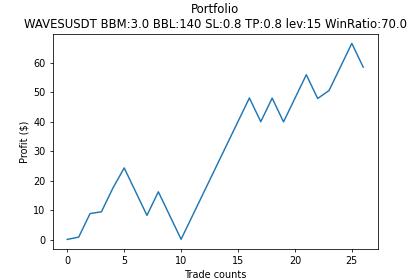 Portfolio
WAVESUSDT BBM:3.0 BBL:140 SL:0.8 TP:0.8 lev:15 WinRatio:70.0
60
50
40
30
20
10
0
Profit ($)
0 5 10 15 20 25
Trade counts